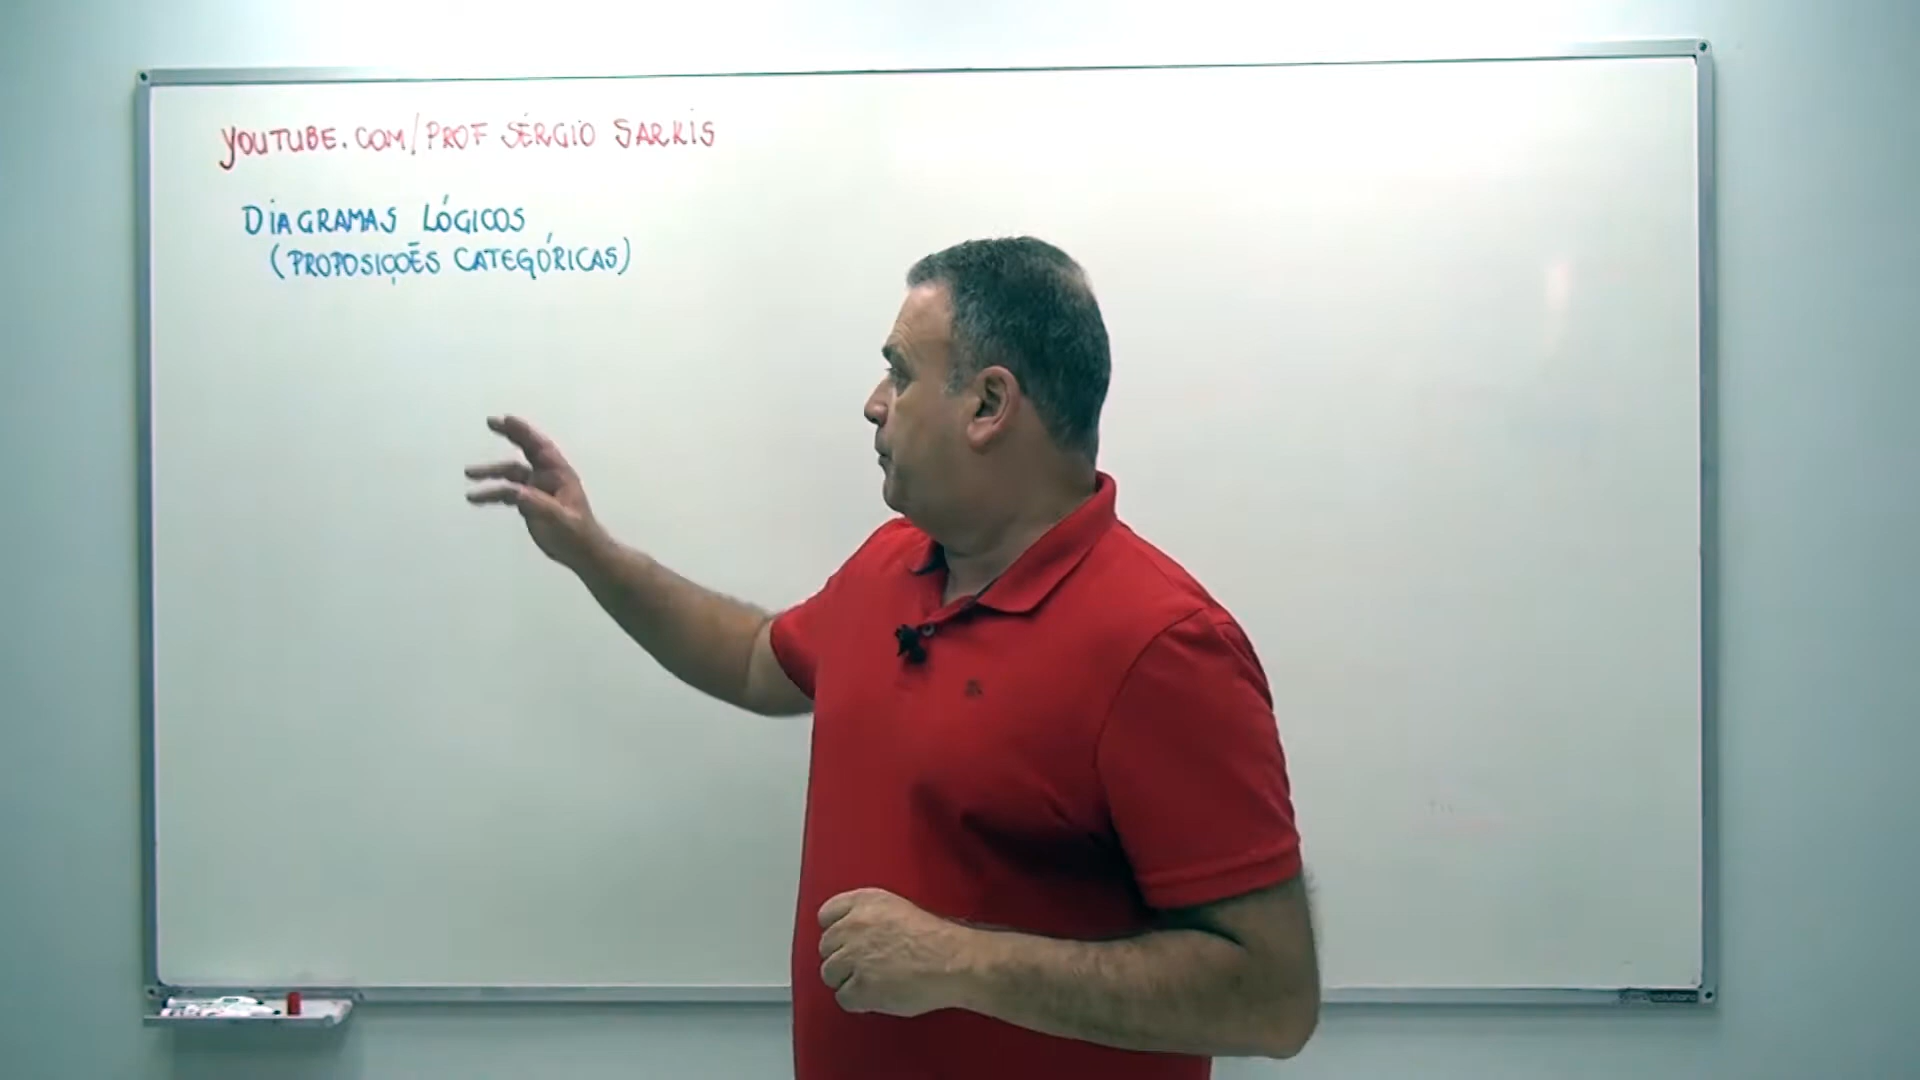 YOUTUBE.COM/PROF SÉRGIO SARKIS
DIAGRAMAS LÓGICOS
(PROPOSIÇÕES CATEGÓRICAS)